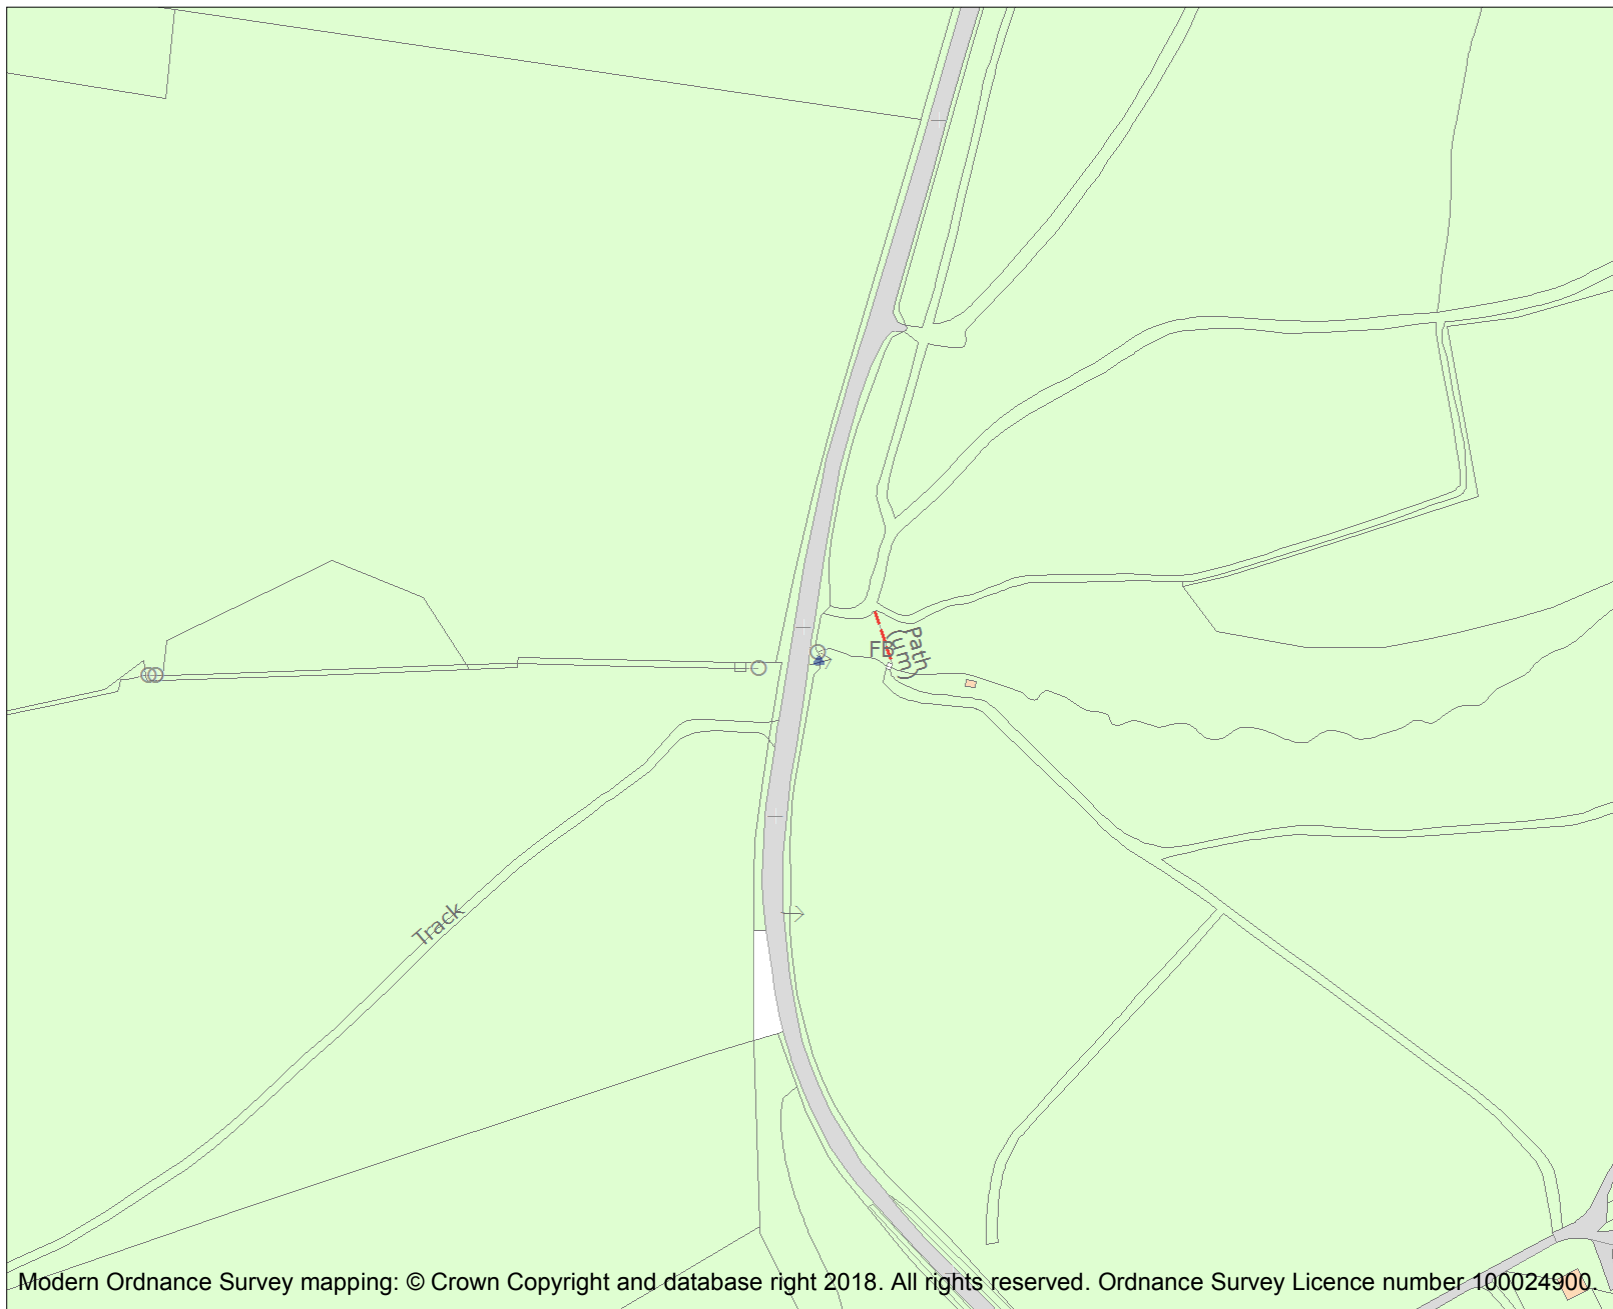 FB
Path
(um)
Track
Modern Ordnance Survey mapping: © Crown Copyright and database right 2018. All rights reserved. Ordnance Survey Licence number 100024900.